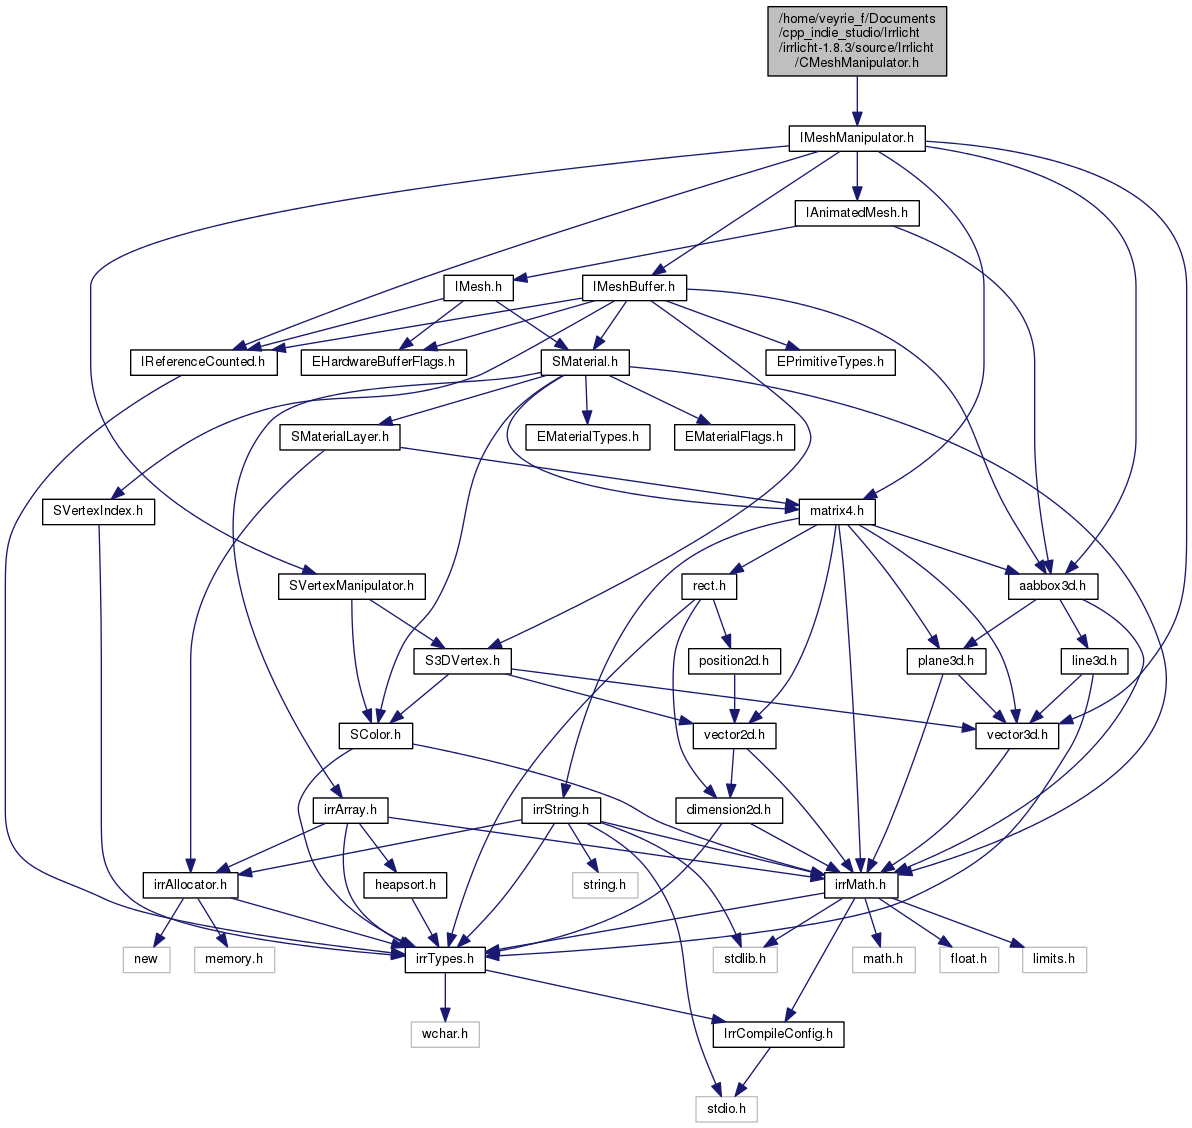 /home/veyrie_f/Documents
/cpp_indie_studio/Irrlicht
/irrlicht-1.8.3/source/Irrlicht
/CMeshManipulator.h
IMeshManipulator.h
IAnimatedMesh.h
IMesh.h
IMeshBuffer.h
IReferenceCounted.h
EHardwareBufferFlags.h
SMaterial.h
EPrimitiveTypes.h
SMaterialLayer.h
EMaterialTypes.h
EMaterialFlags.h
SVertexIndex.h
matrix4.h
SVertexManipulator.h
rect.h
aabbox3d.h
S3DVertex.h
position2d.h
plane3d.h
line3d.h
SColor.h
vector2d.h
vector3d.h
irrArray.h
irrString.h
dimension2d.h
irrAllocator.h
heapsort.h
string.h
irrMath.h
new
memory.h
irrTypes.h
stdlib.h
math.h
float.h
limits.h
wchar.h
IrrCompileConfig.h
stdio.h